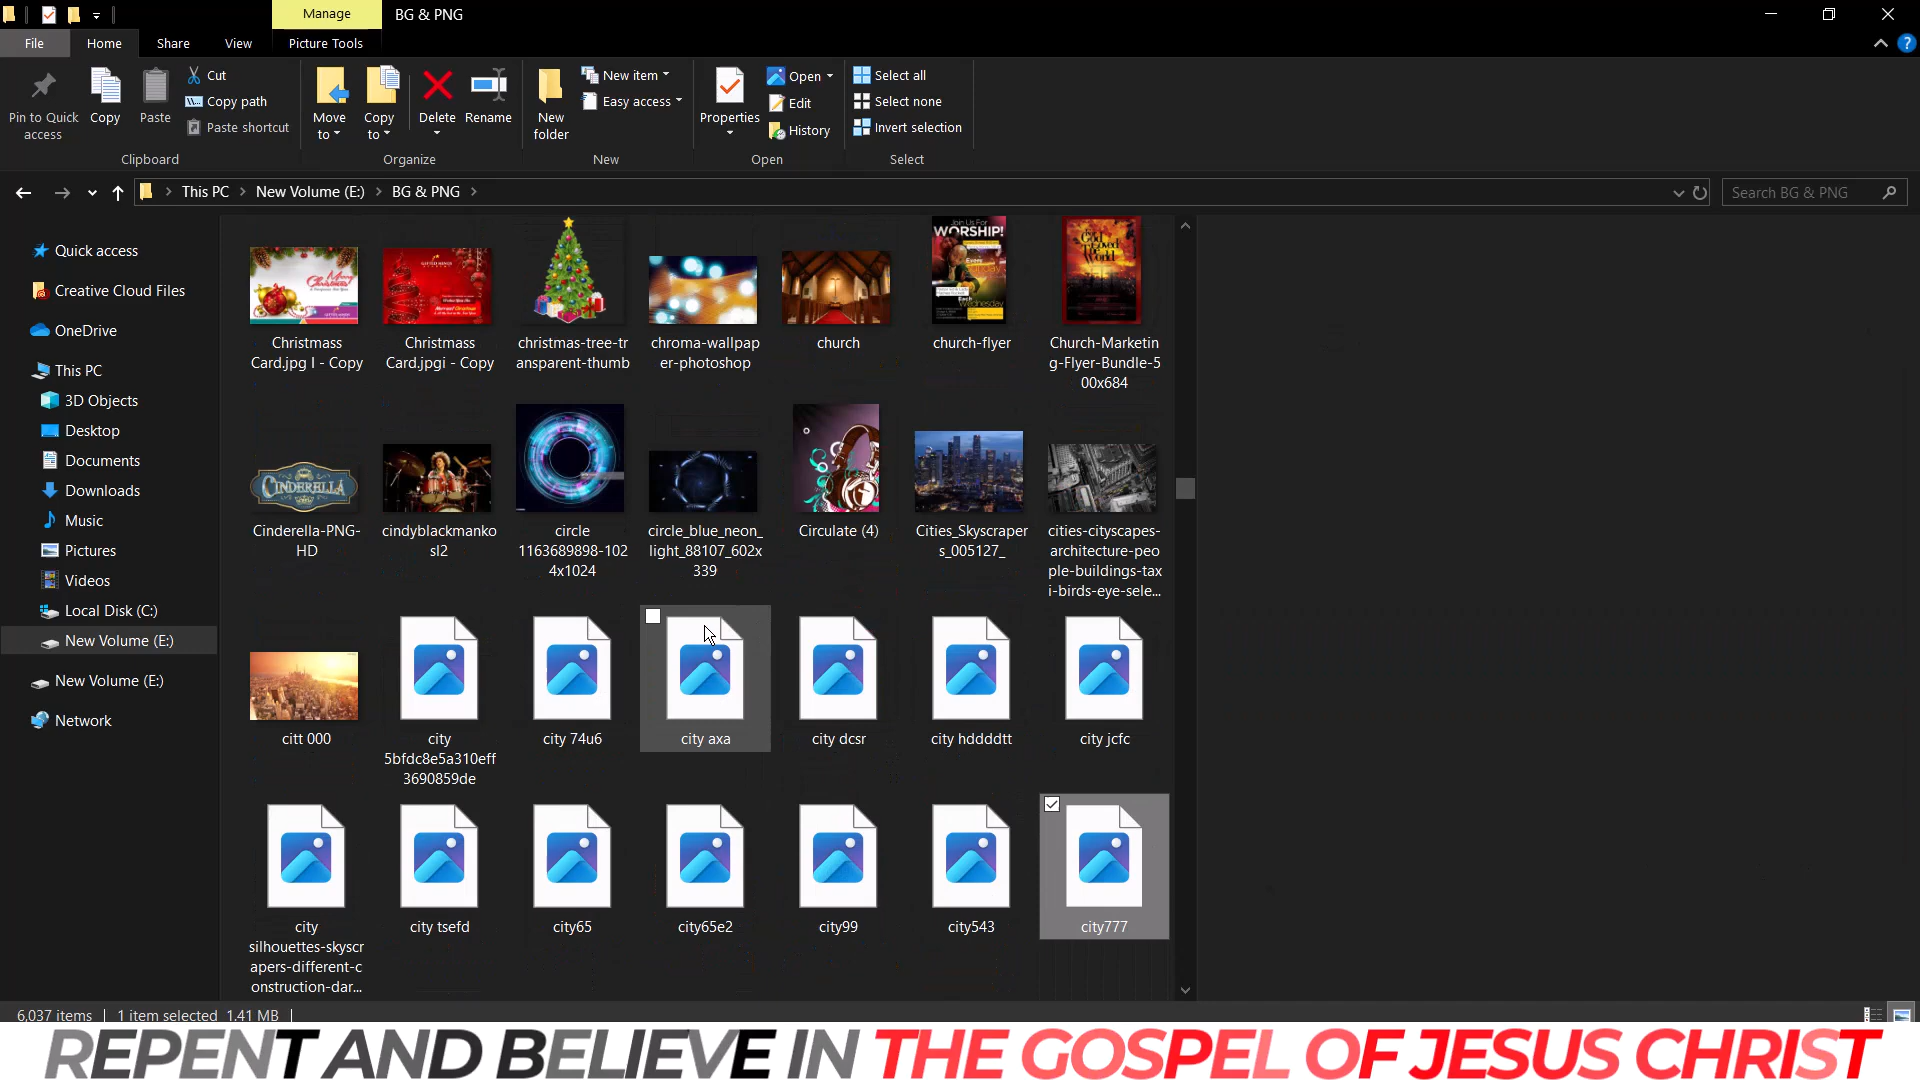 Manage
BG & PNG
File
Home
Share
View
Picture Tools
Pin to Quick
access
Copy
Paste
Cut
Copy path
Paste shortcut
Clipboard
Move
to
Copy
to
Delete
Rename
Organize
New
folder
New item
Easy access
New
Properties
Open
Edit
History
Open
Select all
Select none
Invert selection
Select
This PC
New Volume (E:)
BG & PNG
Search BG & PNG
Quick access
Creative Cloud Files
OneDrive
This PC
3D Objects
Desktop
Documents
Downloads
Music
Pictures
Videos
Local Disk (C:)
New Volume (E:)
New Volume (E:)
Network
WORSHIP!
Christmass
Card.jpg I - Copy
Christmass
Card.jpgi - Copy
christmas-tree-tr
ansparent-thumb
chroma-wallpap
er-photoshop
church
church-flyer
Church-Marketin
g-Flyer-Bundle-5
00x684
CINDERELLA
Cinderella-PNG-
HD
cindyblackmanko
sl2
circle
1163689898-102
4x1024
circle_blue_neon_
light_88107_602x
339
Circulate (4)
Cities_Skyscraper
s_005127_
cities-cityscapes-
architecture-peo
ple-buildings-tax
i-birds-eye-sele...
citt 000
city
5bfdc8e5a310eff
3690859de
city 74u6
city axa
city dcsr
city hddddtt
city jcfc
city
silhouettes-skyscr
apers-different-c
onstruction-dar...
city tsefd
city65
city65e2
city99
city543
city777
6,037 items
1 item selected 1.41 MB
REPENT AND BELIEVE IN THE GOSPEL OF JESUS CHRIST